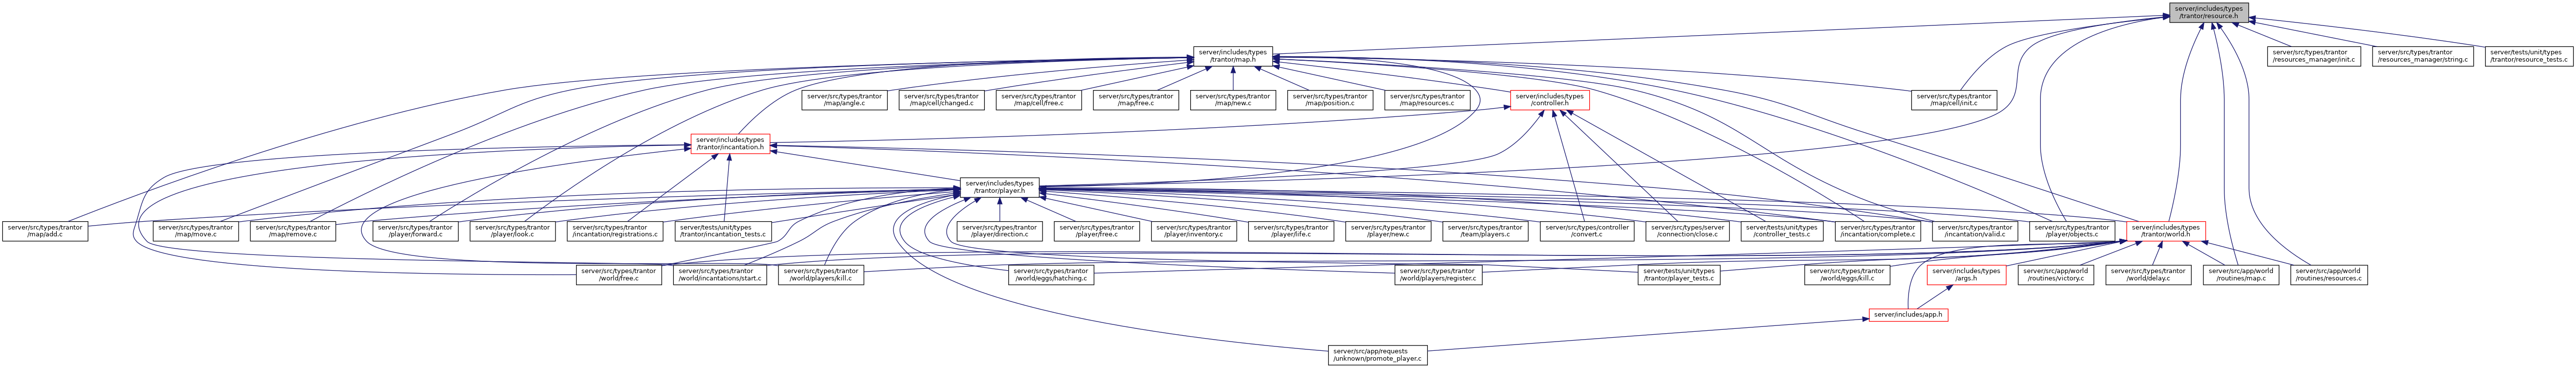 server/includes/types
/trantor/resource.h
server/includes/types
/trantor/map.h
server/src/types/trantor
/resources_manager/init.c
server/src/types/trantor
/resources_manager/string.c
server/tests/unit/types
/trantor/resource_tests.c
server/src/types/trantor
/map/angle.c
server/src/types/trantor
/map/cell/changed.c
server/src/types/trantor
/map/cell/free.c
server/src/types/trantor
/map/free.c
server/src/types/trantor
/map/new.c
server/src/types/trantor
/map/position.c
server/src/types/trantor
/map/resources.c
server/includes/types
/controller.h
server/src/types/trantor
/map/cell/init.c
server/includes/types
/trantor/incantation.h
server/includes/types
/trantor/player.h
server/src/types/trantor
/map/add.c
server/src/types/trantor
/map/move.c
server/src/types/trantor
/map/remove.c
server/src/types/trantor
/player/forward.c
server/src/types/trantor
/player/look.c
server/src/types/trantor
/incantation/registrations.c
server/tests/unit/types
/trantor/incantation_tests.c
server/src/types/trantor
/player/direction.c
server/src/types/trantor
/player/free.c
server/src/types/trantor
/player/inventory.c
server/src/types/trantor
/player/life.c
server/src/types/trantor
/player/new.c
server/src/types/trantor
/team/players.c
server/src/types/controller
/convert.c
server/src/types/server
/connection/close.c
server/tests/unit/types
/controller_tests.c
server/src/types/trantor
/incantation/complete.c
server/src/types/trantor
/incantation/valid.c
server/src/types/trantor
/player/objects.c
server/includes/types
/trantor/world.h
server/src/types/trantor
/world/free.c
server/src/types/trantor
/world/incantations/start.c
server/src/types/trantor
/world/players/kill.c
server/src/types/trantor
/world/eggs/hatching.c
server/src/types/trantor
/world/players/register.c
server/tests/unit/types
/trantor/player_tests.c
server/src/types/trantor
/world/eggs/kill.c
server/includes/types
/args.h
server/src/app/world
/routines/victory.c
server/src/types/trantor
/world/delay.c
server/src/app/world
/routines/map.c
server/src/app/world
/routines/resources.c
server/includes/app.h
server/src/app/requests
/unknown/promote_player.c